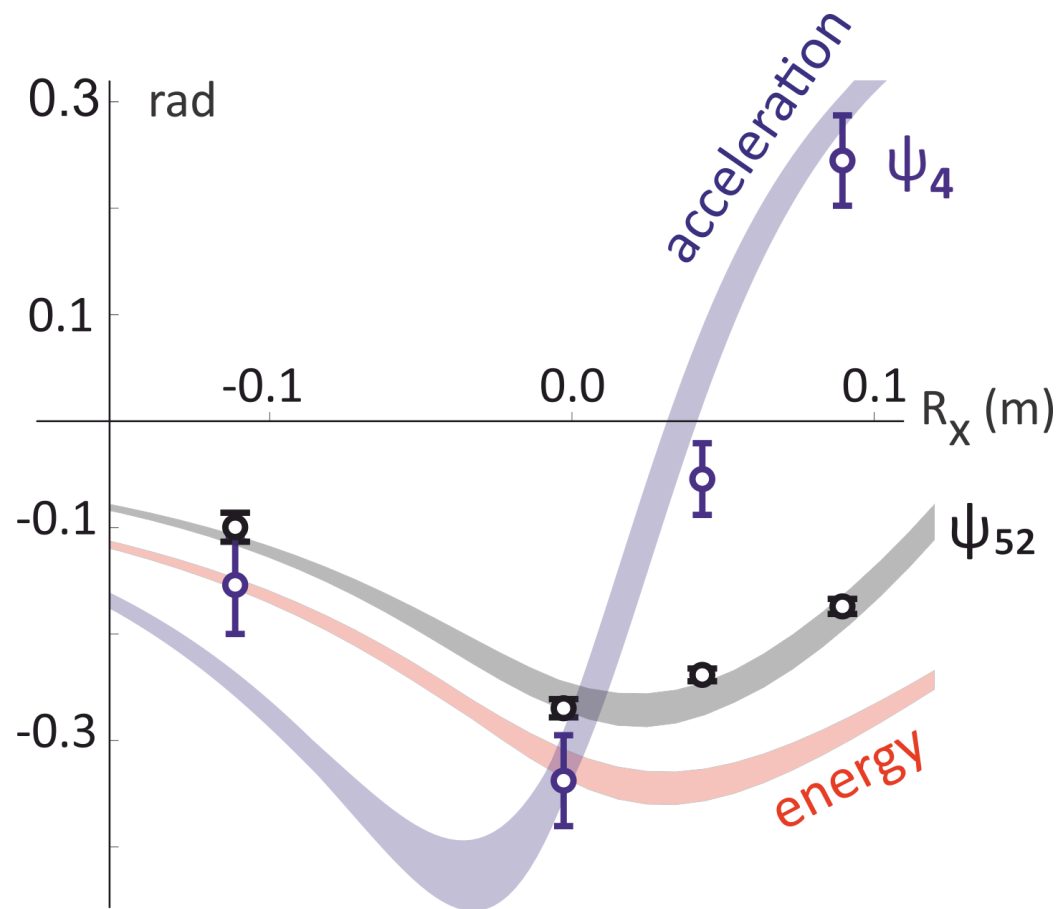 0.3 rad
acceleration
ψ4
0.1
-0.1 0.0 0.1
Rx (m)
-0.1
ψ52
-0.3
energy